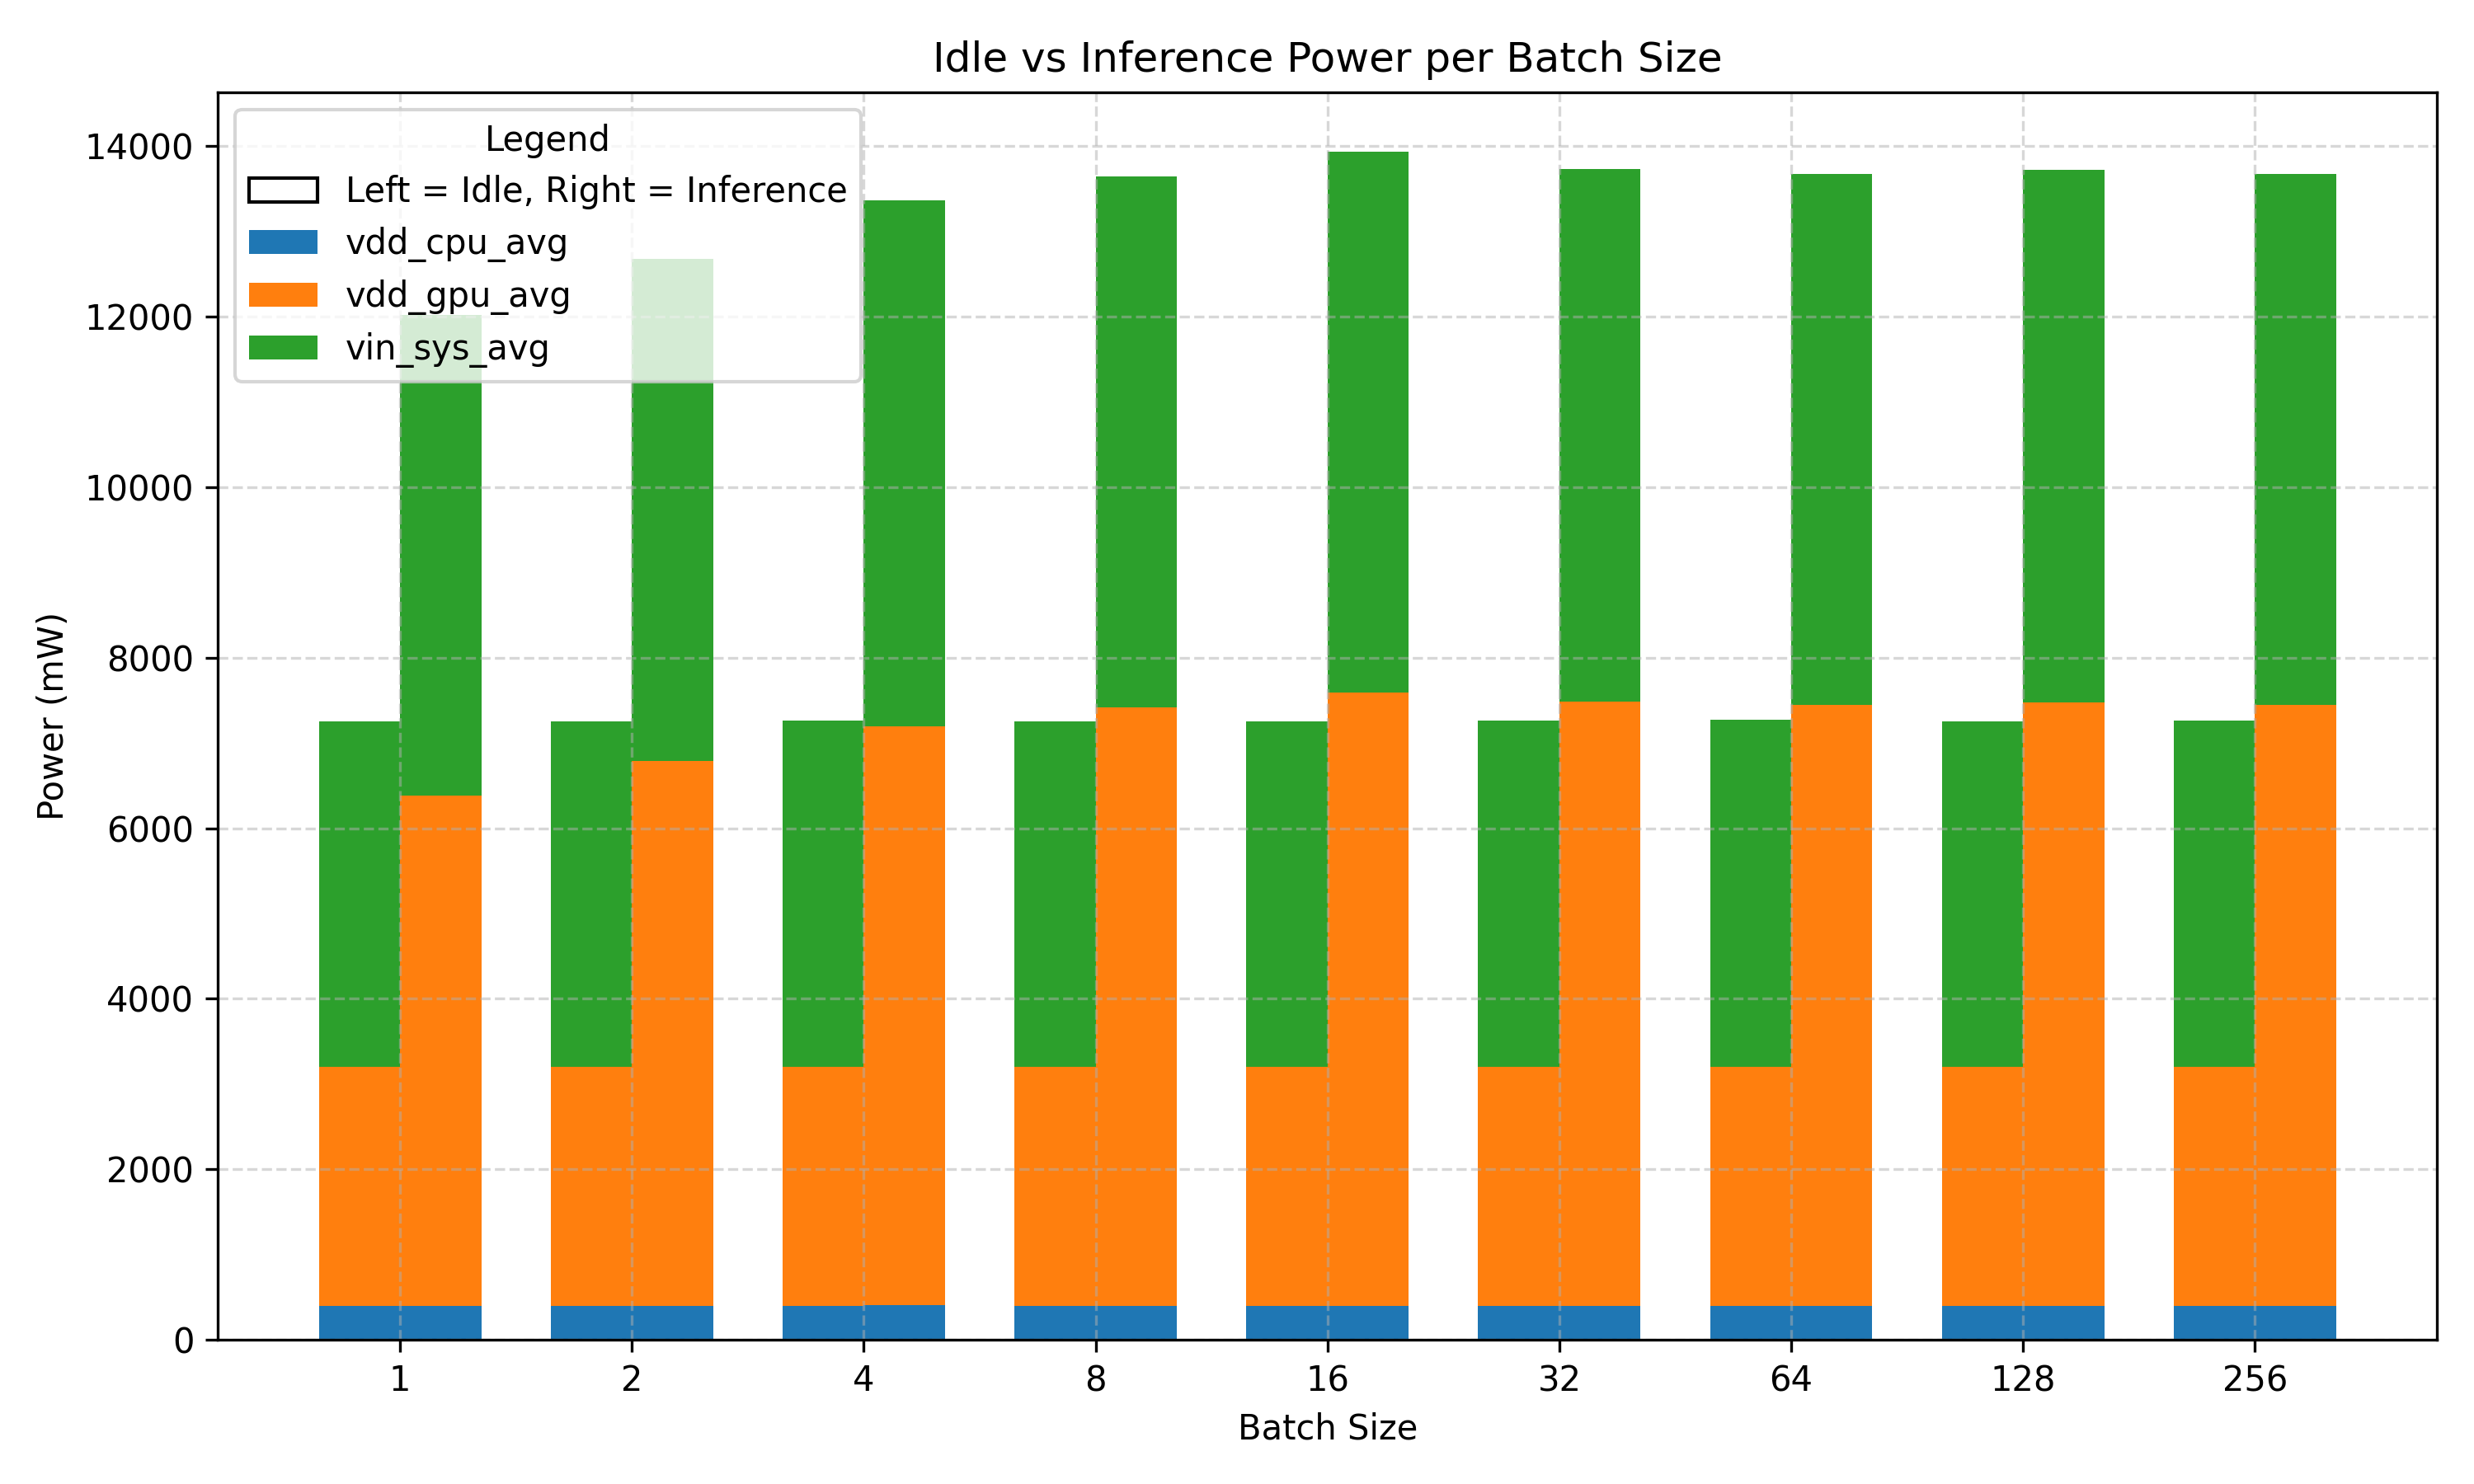 Idle vs Inference Power per Batch Size
Legend
Left = Idle, Right = Inference
vdd_cpu_avg
vdd_gpu_avg
vin_sys_avg
Power (mW)
14000
12000
10000
8000
6000
4000
2000
0
1 2 4 8 16 32 64 128 256
Batch Size